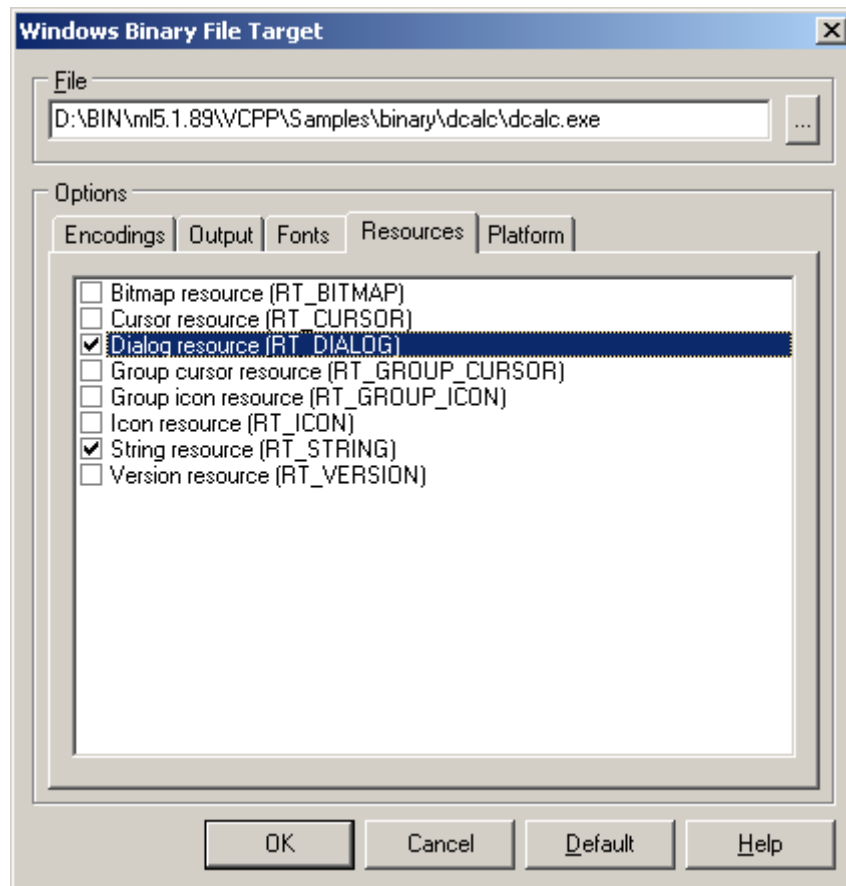 Windows Binary File Target
File
D:\BIN\ml5.1.89\VCPP\Samples\binary\dcalc\dcalc.exe
...
Options
Encodings Output Fonts Resources Platform
Bitmap resource (RT_BITMAP)
Cursor resource (RT_CURSOR)
Dialog resource (RT_DIALOG)
Group cursor resource (RT_GROUP_CURSOR)
Group icon resource (RT_GROUP_ICON)
Icon resource (RT_ICON)
String resource (RT_STRING)
Version resource (RT_VERSION)
OK Cancel Default Help